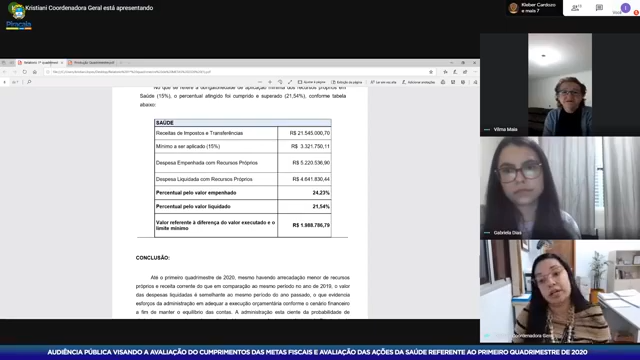 Kristiani Coordenadora Geral está apresentando
Piracaia
Kleber Cardozo
e mais 7
Você
No que se refere a obrigatoriedade de aplicação mínima dos recursos próprios em
Saúde (15%), o percentual atingido foi cumprido e superado (21,54%), conforme tabela
abaixo:
SAÚDE
Receitas de Impostos e Transferências R$ 21.545.000,70
Mínimo a ser aplicado (15%) R$ 3.321.750,11
Despesa Empenhada com Recursos Próprios R$ 5.220.536,90
Despesa Liquidada com Recursos Próprios R$ 4.641.830,44
Percentual pelo valor empenhado 24,23%
Percentual pelo valor liquidado 21,54%
Valor referente à diferença do valor executado e o
limite mínimo R$ 1.988.786,79
CONCLUSÃO:
Até o primeiro quadrimestre de 2020, mesmo havendo arrecadação menor de recursos
próprios e receita corrente do que em comparação ao mesmo período no ano de 2019, o valor
das despesas liquidadas é semelhante ao mesmo período do ano passado, o que evidencia
esforços da administração em adequar a execução orçamentária conforme o cenário financeiro
a fim de manter o equilíbrio das contas. A administração esta ciente da probabilidade de
Vilma Maia
Gabriela Dias
Coordenadora Geral
AUDIÊNCIA PÚBLICA VISANDO A AVALIAÇÃO DO CUMPRIMENTOS DAS METAS FISCAIS E AVALIAÇÃO DAS AÇÕES DA SAÚDE REFERENTE AO PRIMEIRO QUADRIMESTRE DE 2020